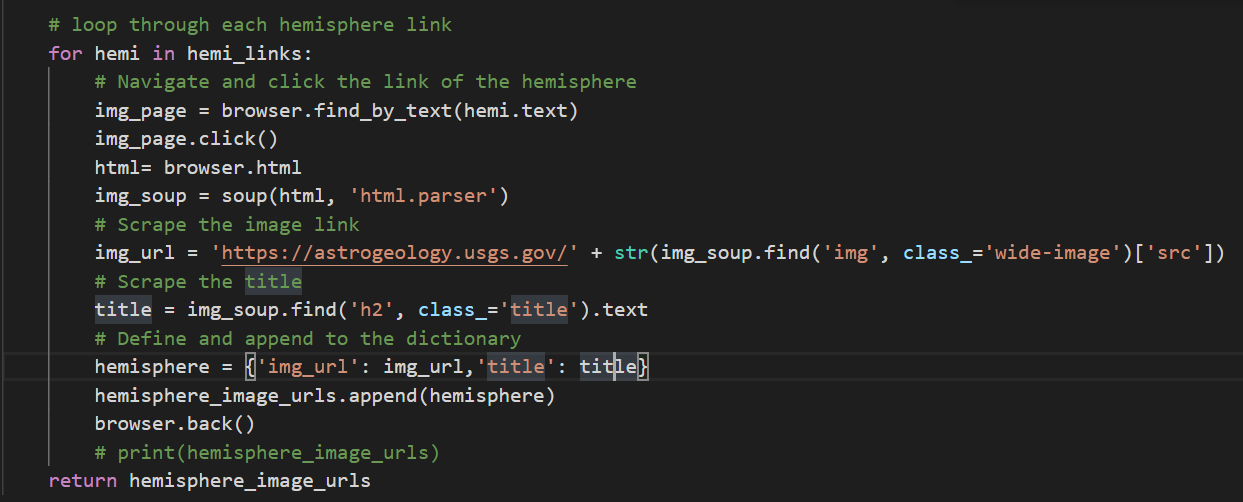 # loop through each hemisphere link
for hemi in hemi_links:
    # Navigate and click the link of the hemisphere
    img_page = browser.find_by_text(hemi.text)
    img_page.click()
    html= browser.html
    img_soup = soup(html, 'html.parser')
    # Scrape the image link
    img_url = 'https://astrogeology.usgs.gov/' + str(img_soup.find('img', class_='wide-image')['src'])
    # Scrape the title
    title = img_soup.find('h2', class_='title').text
    # Define and append to the dictionary
    hemisphere = {'img_url': img_url,'title': title}
    hemisphere_image_urls.append(hemisphere)
    browser.back()
    # print(hemisphere_image_urls)
return hemisphere_image_urls